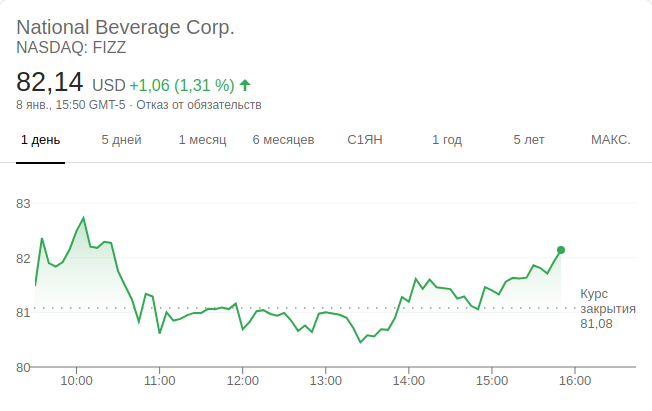 National Beverage Corp.
NASDAQ: FIZZ
82,14 USD +1,06 (1,31 %)
8 янв., 15:50 GMT-5 · Отказ от обязательств
1 день 5 дней 1 месяц 6 месяцев С1ЯН 1 год 5 лет МАКС.
83
82
81
80
Курс
закрытия
81,08
10:00 11:00 12:00 13:00 14:00 15:00 16:00